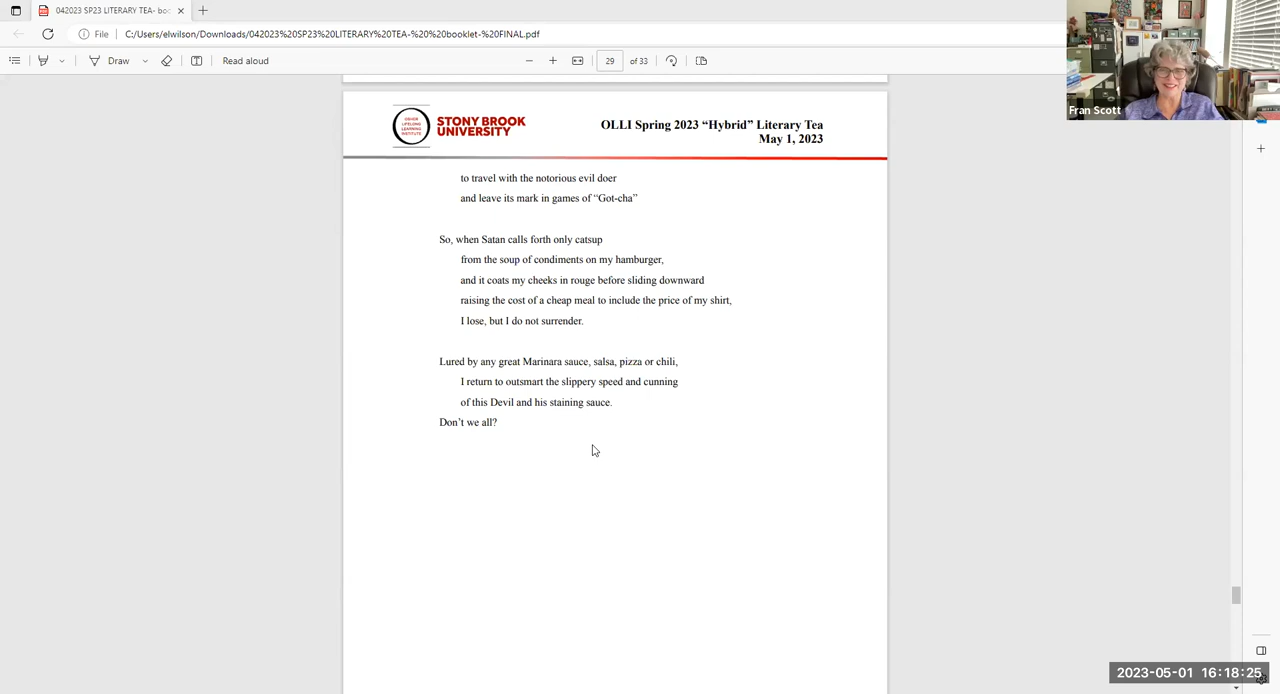 042023 SP23 LITERARY TEA- boo
File
C:/Users/elwilson/Downloads/042023%20SP23%20LITERARY%20TEA-%20%20booklet-%20FINAL.pdf
Draw
Read aloud
29 of 33
Fran Scott
OSHER LIFELONG LEARNING INSTITUTE
STONY BROOK
UNIVERSITY
OLLI Spring 2023 “Hybrid” Literary Tea
May 1, 2023
to travel with the notorious evil doer
and leave its mark in games of “Got-cha”
So, when Satan calls forth only catsup
from the soup of condiments on my hamburger,
and it coats my cheeks in rouge before sliding downward
raising the cost of a cheap meal to include the price of my shirt,
I lose, but I do not surrender.
Lured by any great Marinara sauce, salsa, pizza or chili,
I return to outsmart the slippery speed and cunning
of this Devil and his staining sauce.
Don’t we all?
2023-05-01 16:18:25